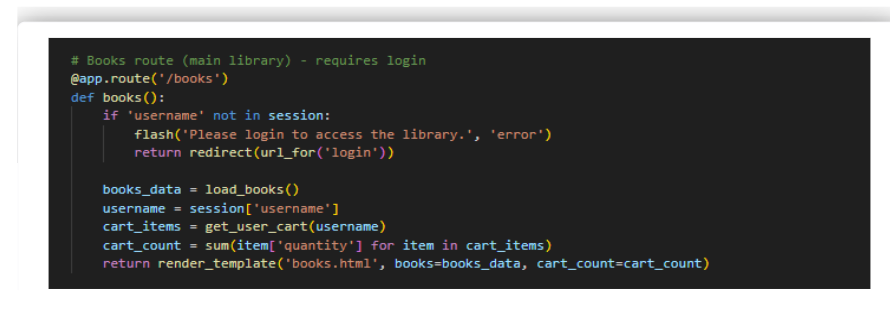 # Books route (main library) - requires login
@app.route('/books')
def books():
    if 'username' not in session:
        flash('Please login to access the library.', 'error')
        return redirect(url_for('login'))

    books_data = load_books()
    username = session['username']
    cart_items = get_user_cart(username)
    cart_count = sum(item['quantity'] for item in cart_items)
    return render_template('books.html', books=books_data, cart_count=cart_count)